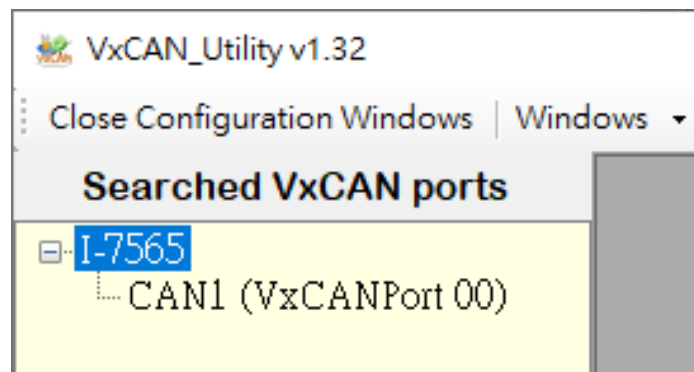 VxCAN_Utility v1.32
Close Configuration Windows Windows
Searched VxCAN ports
I-7565
CAN1 (VxCANPort 00)